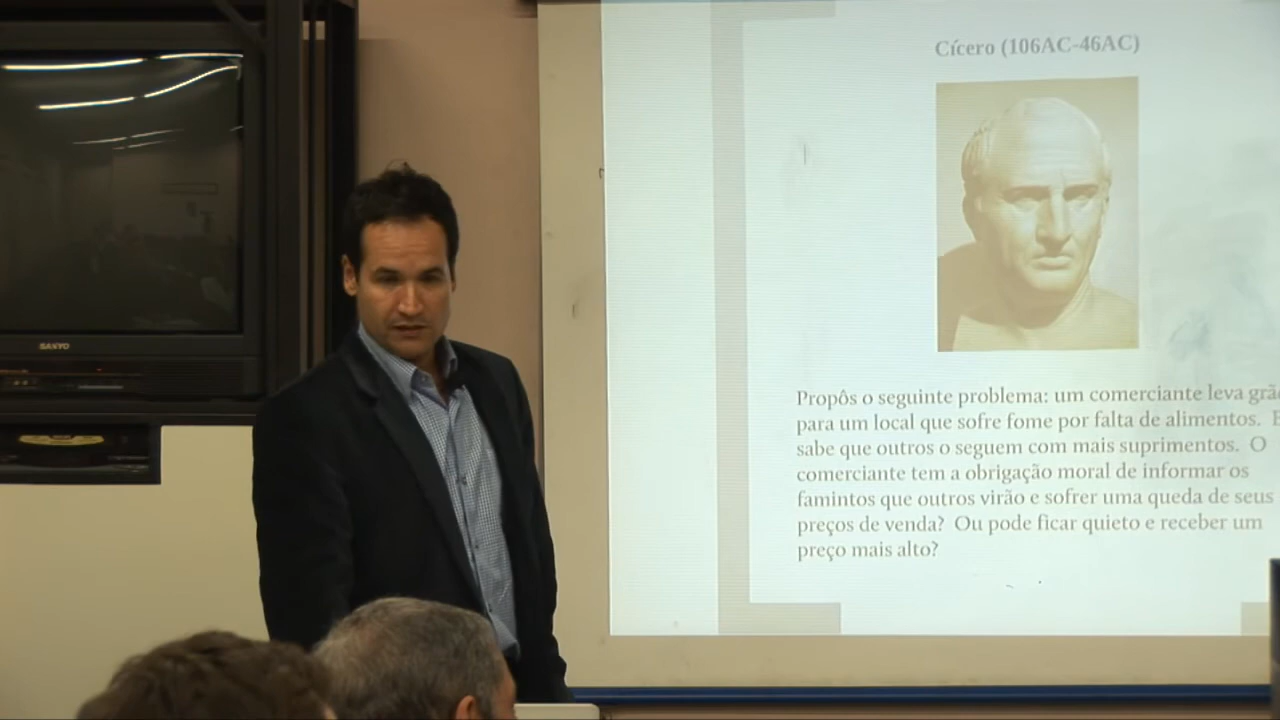 SANYO
Cícero (106AC-46AC)
Propôs o seguinte problema: um comerciante leva
para um local que sofre fome por falta de alimentos.
sabe que outros o seguem com mais suprimentos. O
comerciante tem a obrigação moral de informar os
famintos que outros virão e sofrer uma queda de seus
preços de venda? Ou pode ficar quieto e receber um
preço mais alto?